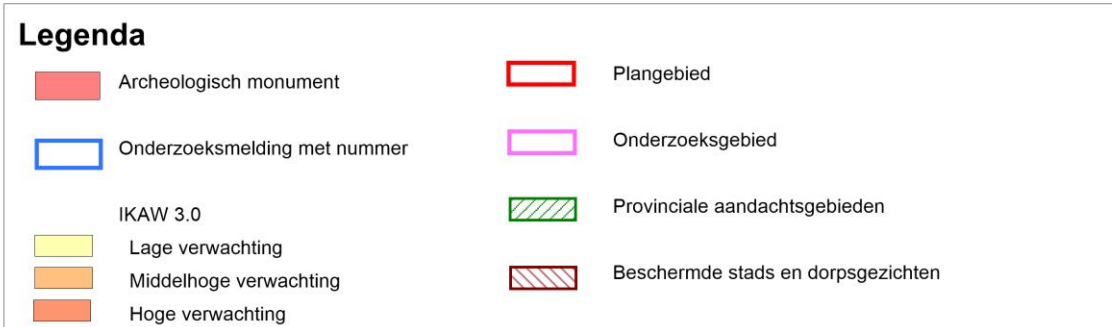 Legenda
Archeologisch monument
Onderzoeksmelding met nummer
IKAW 3.0
Lage verwachting
Middelhoge verwachting
Hoge verwachting
Plangebied
Onderzoeksgebied
Provinciale aandachtsgebieden
Beschermde stads en dorpsgezichten